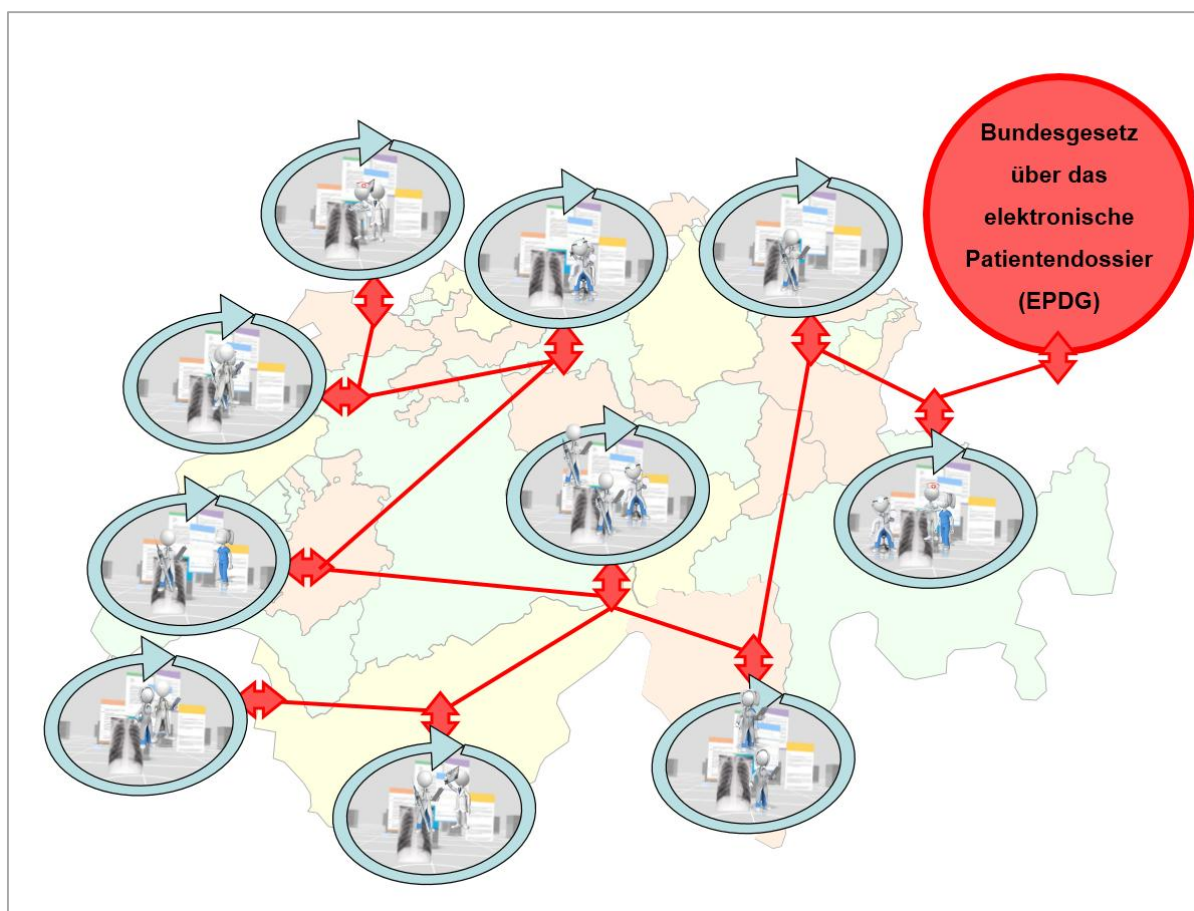 Bundesgesetz
über das
elektronische
Patientendossier
(EPDG)